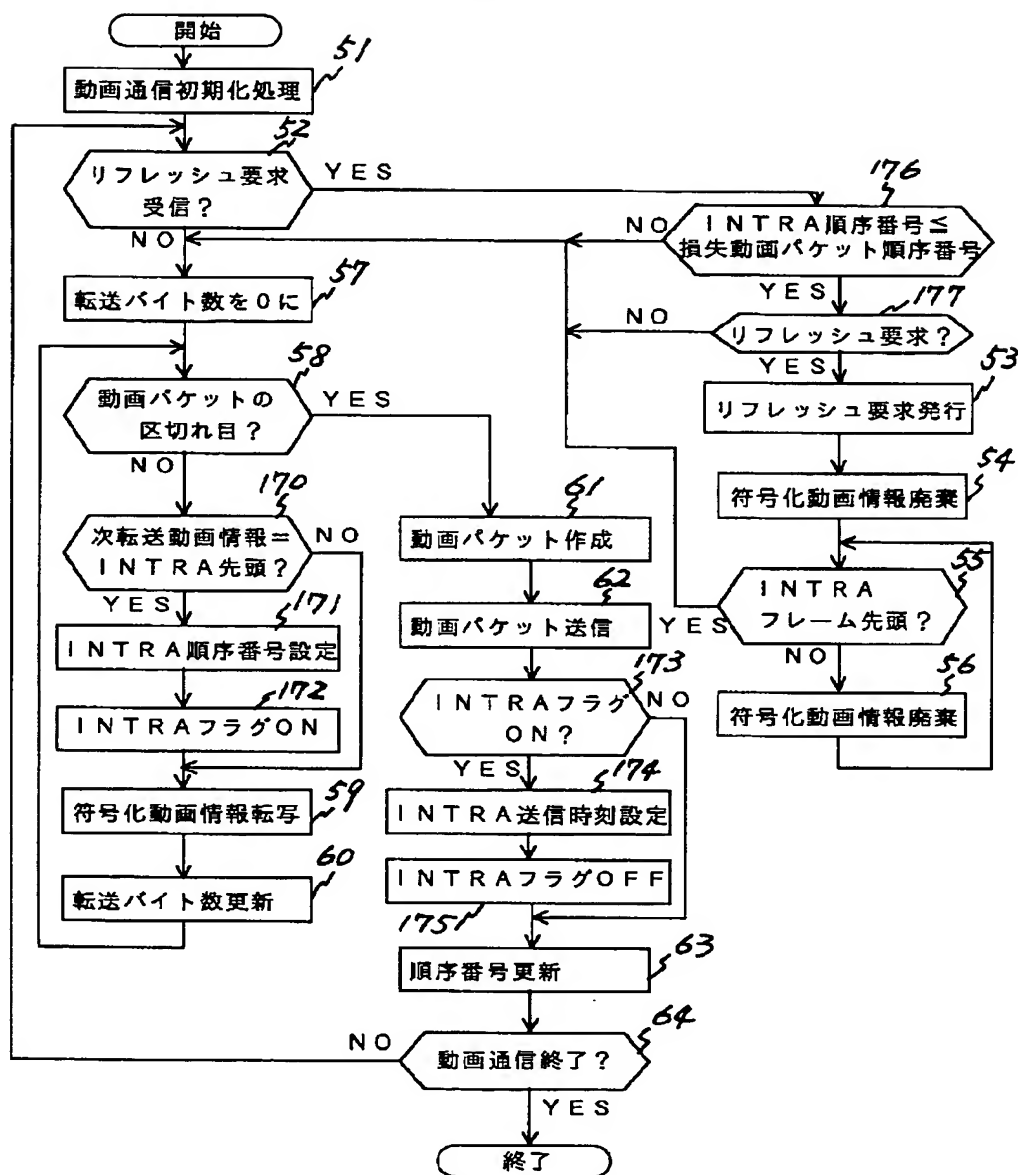 開始
51
動画通信初期化処理
52
リフレッシュ要求
受信?
YES
NO
176
INTRA順序番号≦
損失動画パケット順序番号
NO
YES
57
転送バイト数を0に
177
リフレッシュ要求?
NO
YES
53
リフレッシュ要求発行
58
動画パケットの
区切れ目?
YES
NO
54
符号化動画情報廃棄
170
次転送動画情報=
INTRA先頭?
NO
YES
61
動画パケット作成
55
INTRA
フレーム先頭?
YES
NO
171
INTRA順序番号設定
62
動画パケット送信
56
符号化動画情報廃棄
172
INTRAフラグON
173
INTRAフラグ
ON?
NO
YES
59
符号化動画情報転写
174
INTRA送信時刻設定
60
転送バイト数更新
INTRAフラグOFF
1751
63
順序番号更新
64
動画通信終了?
NO
YES
終了